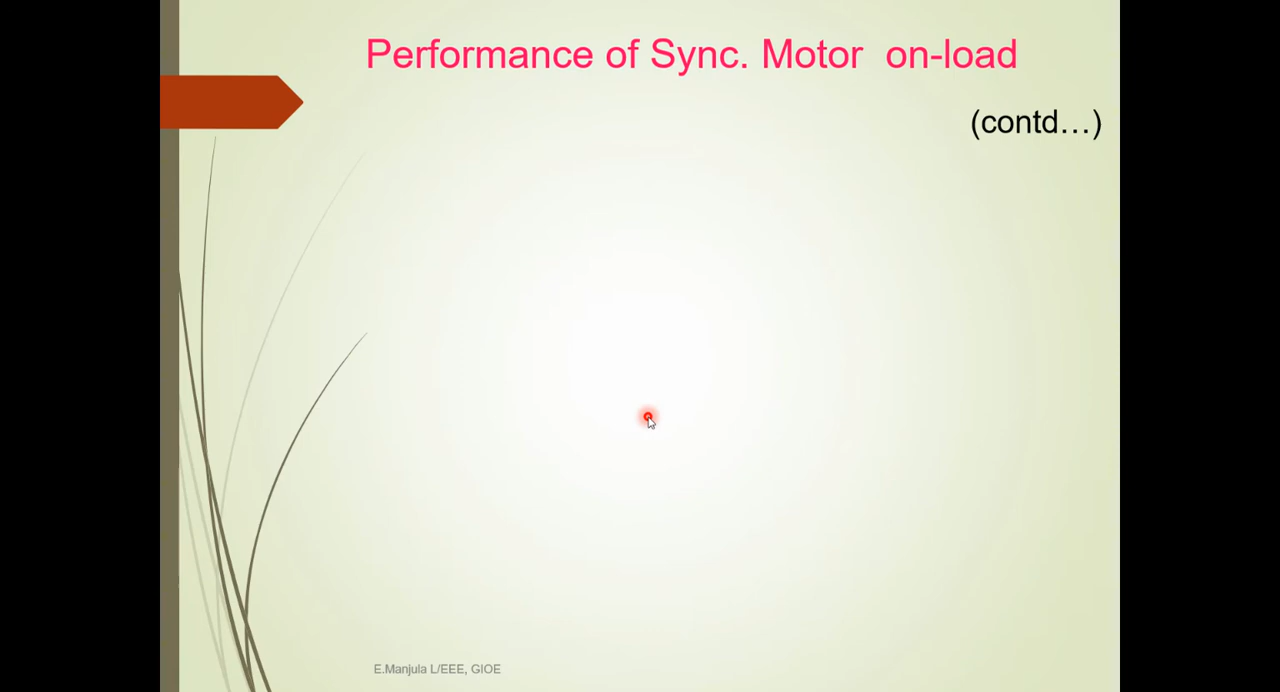 Performance of Sync. Motor on-load
(contd...)
E.Manjula L/EEE, GIOE